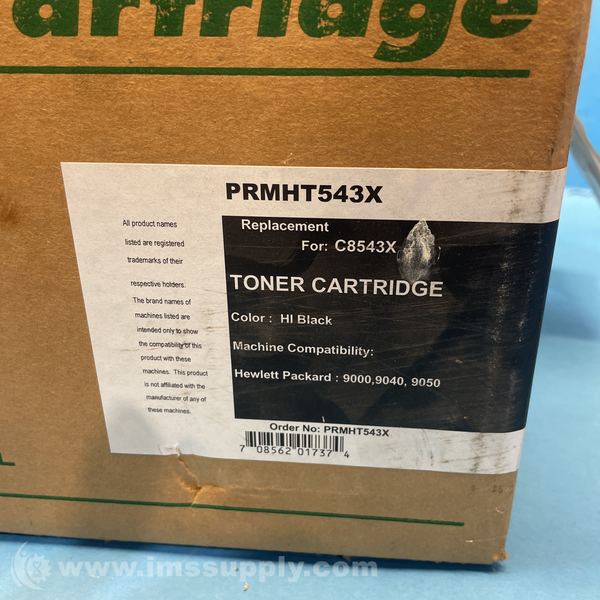 artridge
PRMHT543X
All product names
listed are registered
trademarks of their
respective holders.
The brand names of
machines listed are
intended only to show
the compatibility of this
product with these
machines. This product
is not affiliated with the
manufacturer of any of
these machines.
Replacement
For: C8543X
TONER CARTRIDGE
Color : HI Black
Machine Compatibility:
Hewlett Packard : 9000,9040, 9050
Order No: PRMHT543X
7 08562 01737 4
© www.imssupply.com